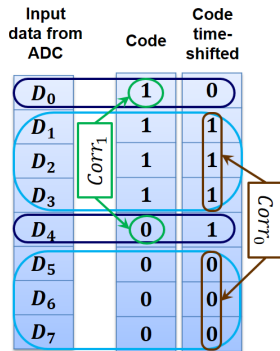 Input data from ADC
Code
Code time-shifted
D₀ 1 0
D₁ 1 1
D₂ 1 1
D₃ 1 1
D₄ 0 1
D₅ 0 0
D₆ 0 0
D₇ 0 0
Corr₁
Corr₀